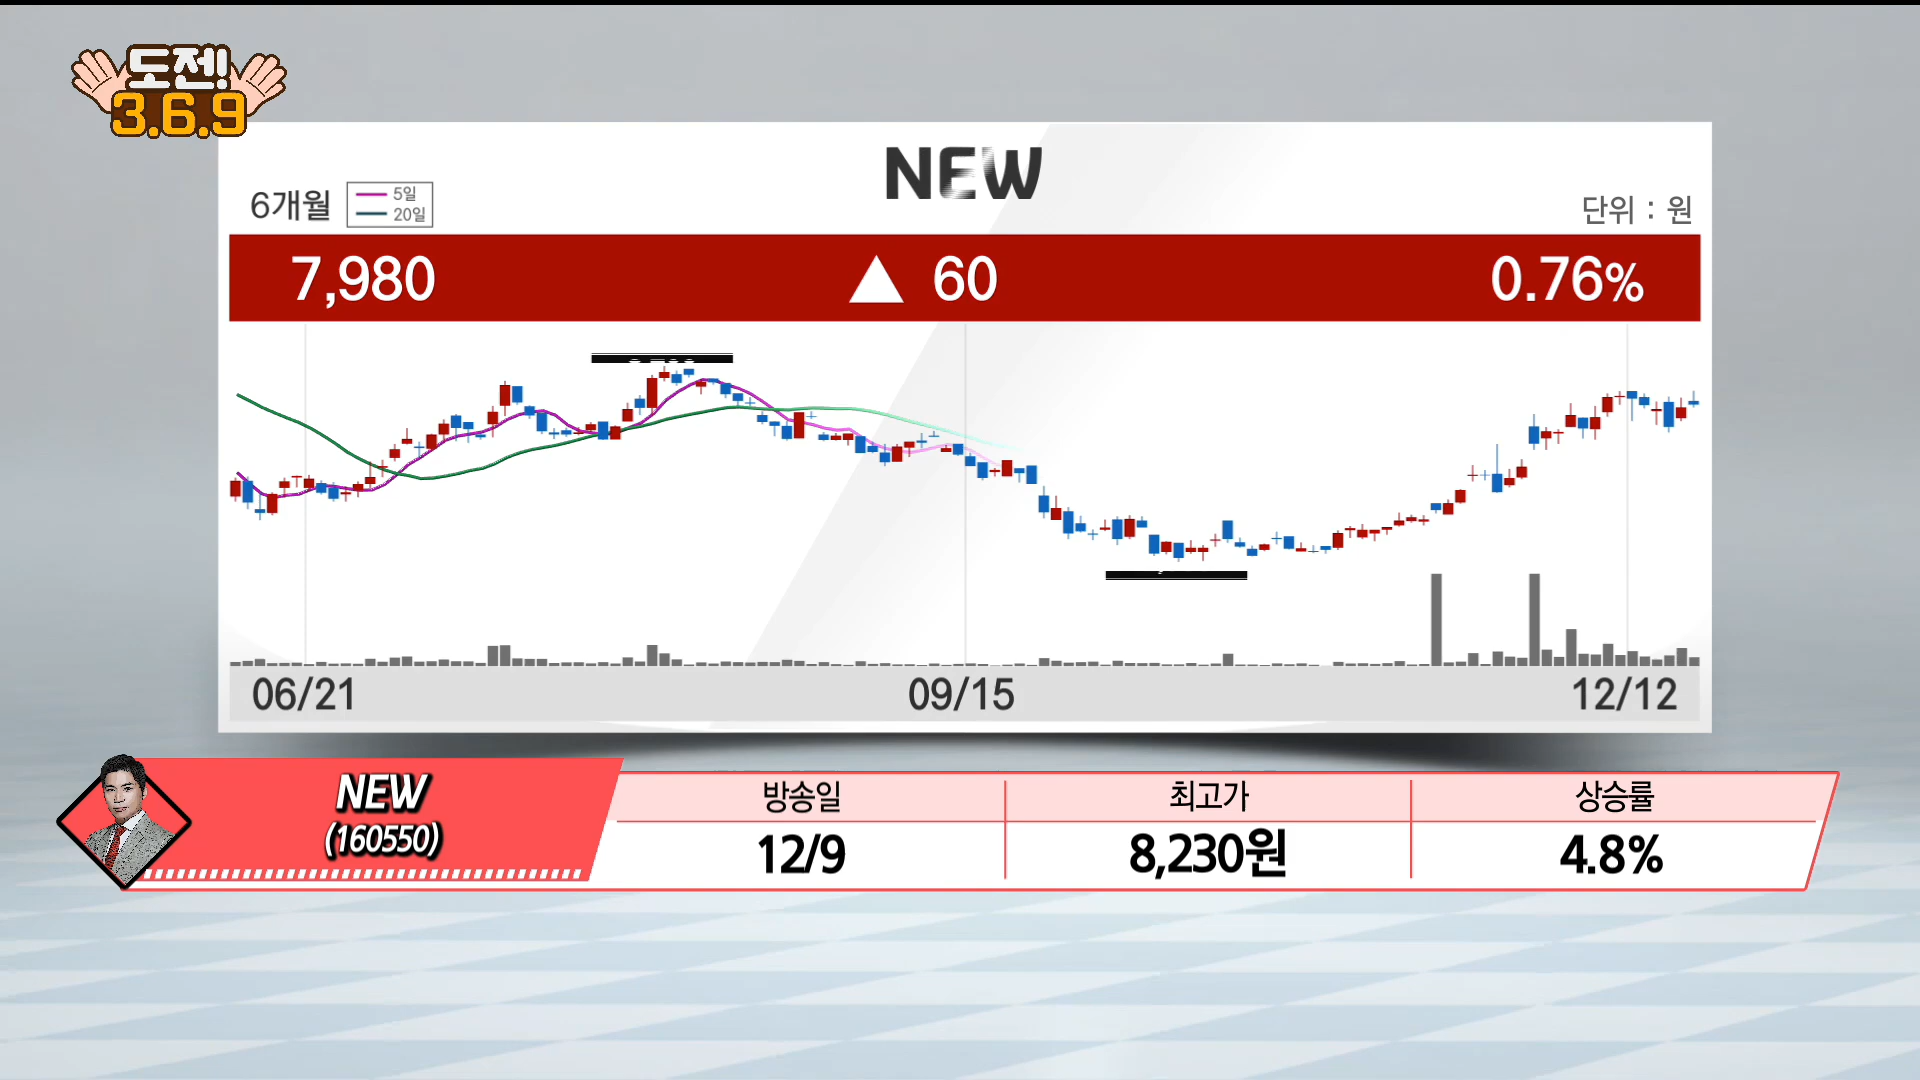 도젠!
3.6.9
NEW
6개월
5일
20일
단위 : 원
7,980 ▲ 60 0.76%
06/21 09/15 12/12
NEW
(160550)
방송일 최고가 상승률
12/9 8,230원 4.8%